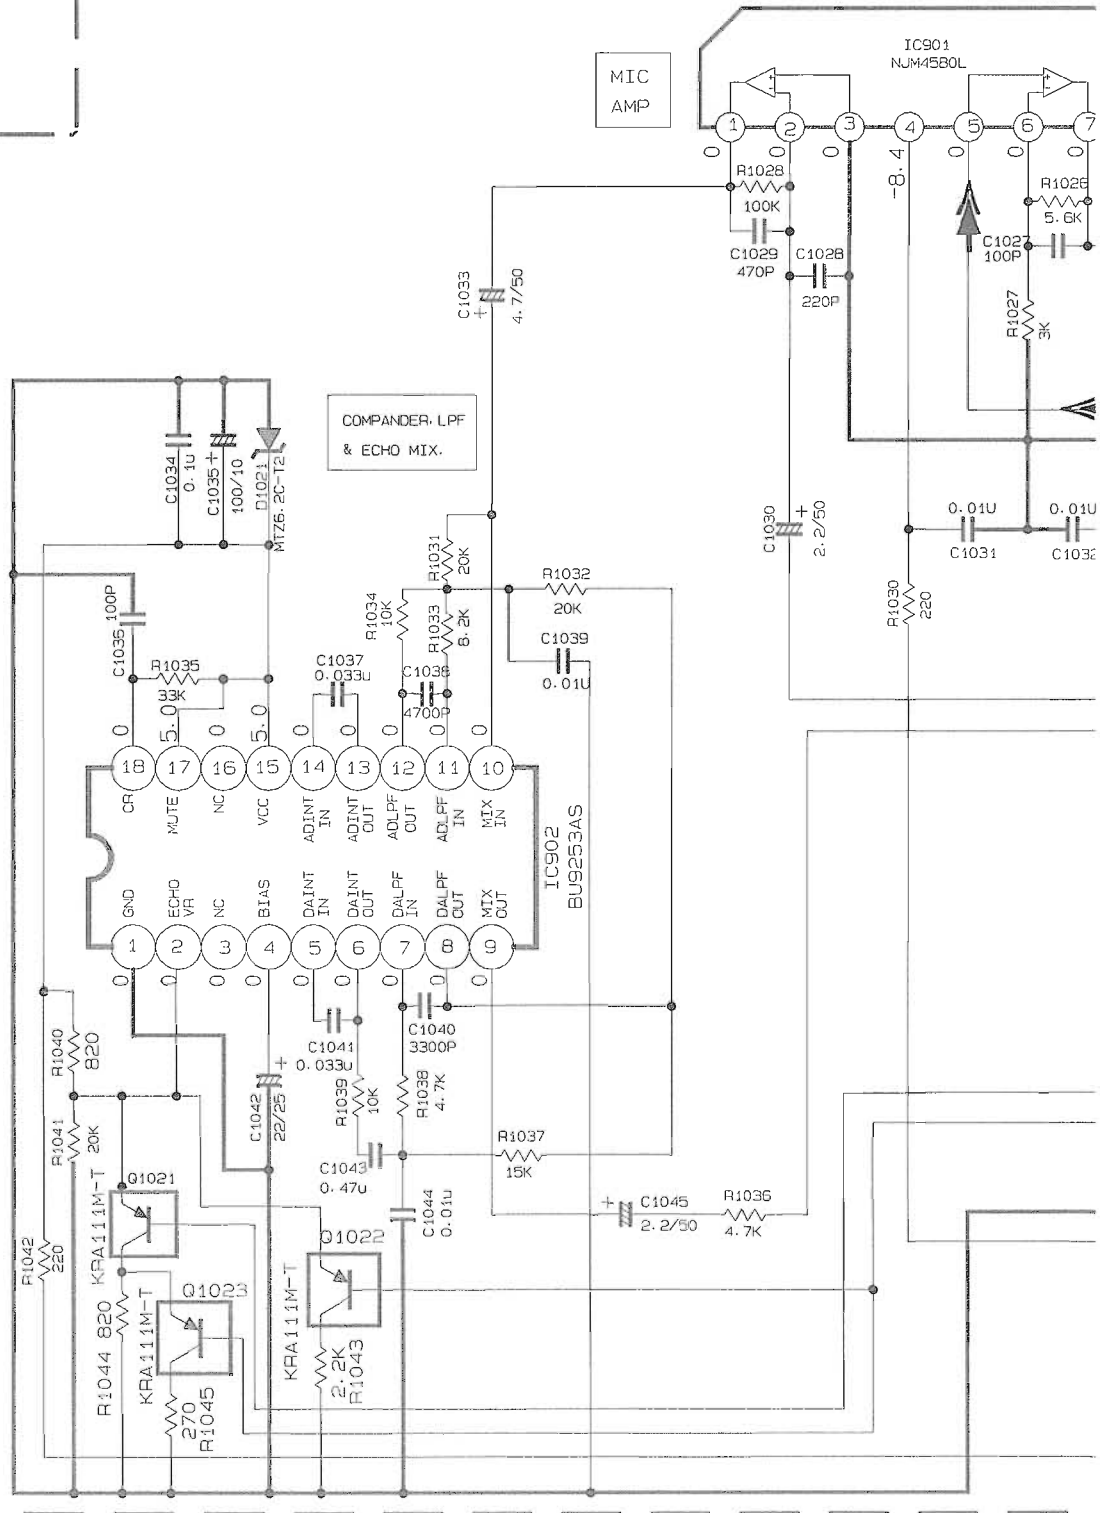 IC901
NJM4580L
MIC
AMP
1
2
3
4
5
6
7
0
0
0
-8.4
0
0
0
R1028
100K
C1029
470P
C1028
220P
R1026
5.6K
C1027
100P
R1027
3K
C1033
+
4.7/50
COMPANDER, LPF
& ECHO MIX.
C1034
0.1U
C1035
+
100/10
D1021
MTZ6.2C-T2
C1030
+
2.2/50
0.01U
C1031
0.01U
C1032
R1030
220
R1031
20K
R1032
20K
R1034
10K
R1033
8.2K
C1039
0.01U
C1036
100P
R1035
33K
C1037
0.033U
C1038
4700P
0
5.0
0
5.0
0
0
0
0
0
18
17
16
15
14
13
12
11
10
CR
MUTE
NC
VCC
ADINT
IN
ADINT
OUT
ADLPF
OUT
ADLPF
IN
MIX
IN
IC902
BU9253AS
GND
ECHO
VR
NC
BIAS
DAINT
IN
DAINT
OUT
DALPF
IN
DALPF
OUT
MIX
OUT
1
2
3
4
5
6
7
8
9
0
0
0
0
0
0
0
0
0
R1040
820
C1041
0.033U
C1040
3300P
C1042
+
22/25
R1039
10K
R1038
4.7K
R1041
20K
R1037
15K
C1043
0.47U
C1044
0.01U
Q1021
KRA111M-T
+
C1045
2.2/50
R1036
4.7K
R1042
220
Q1022
KRA111M-T
Q1023
KRA111M-T
R1044 820
2.2K
R1043
270
R1045